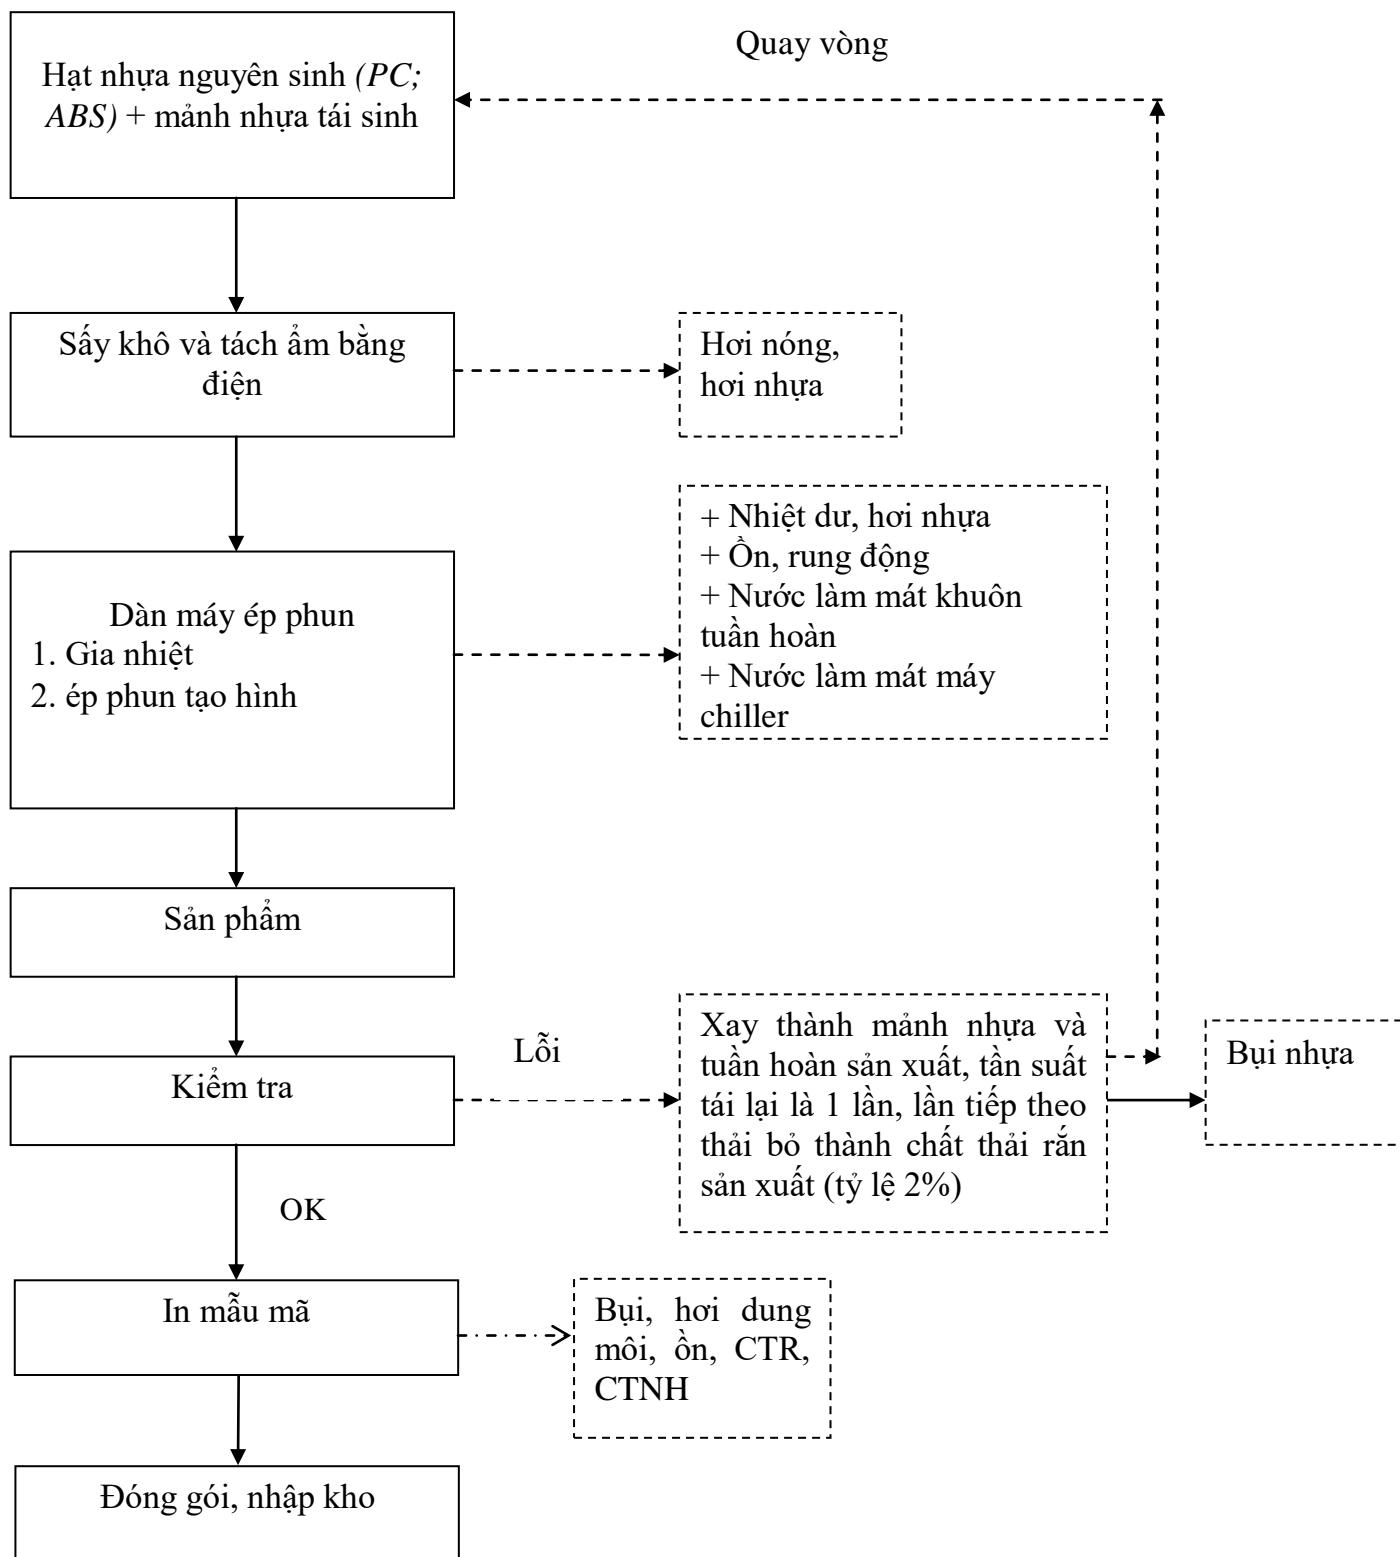 Quay vòng
Hạt nhựa nguyên sinh (PC;
ABS) + mảnh nhựa tái sinh
Sấy khô và tách ẩm bằng
điện
Hơi nóng,
hơi nhựa
Dàn máy ép phun
1. Gia nhiệt
2. ép phun tạo hình
+ Nhiệt dư, hơi nhựa
+ Ồn, rung động
+ Nước làm mát khuôn
tuần hoàn
+ Nước làm mát máy
chiller
Sản phẩm
Kiểm tra
Lỗi
Xay thành mảnh nhựa và
tuần hoàn sản xuất, tần suất
tái lại là 1 lần, lần tiếp theo
thải bỏ thành chất thải rắn
sản xuất (tỷ lệ 2%)
Bụi nhựa
OK
In mẫu mã
Bụi, hơi dung
môi, ồn, CTR,
CTNH
Đóng gói, nhập kho